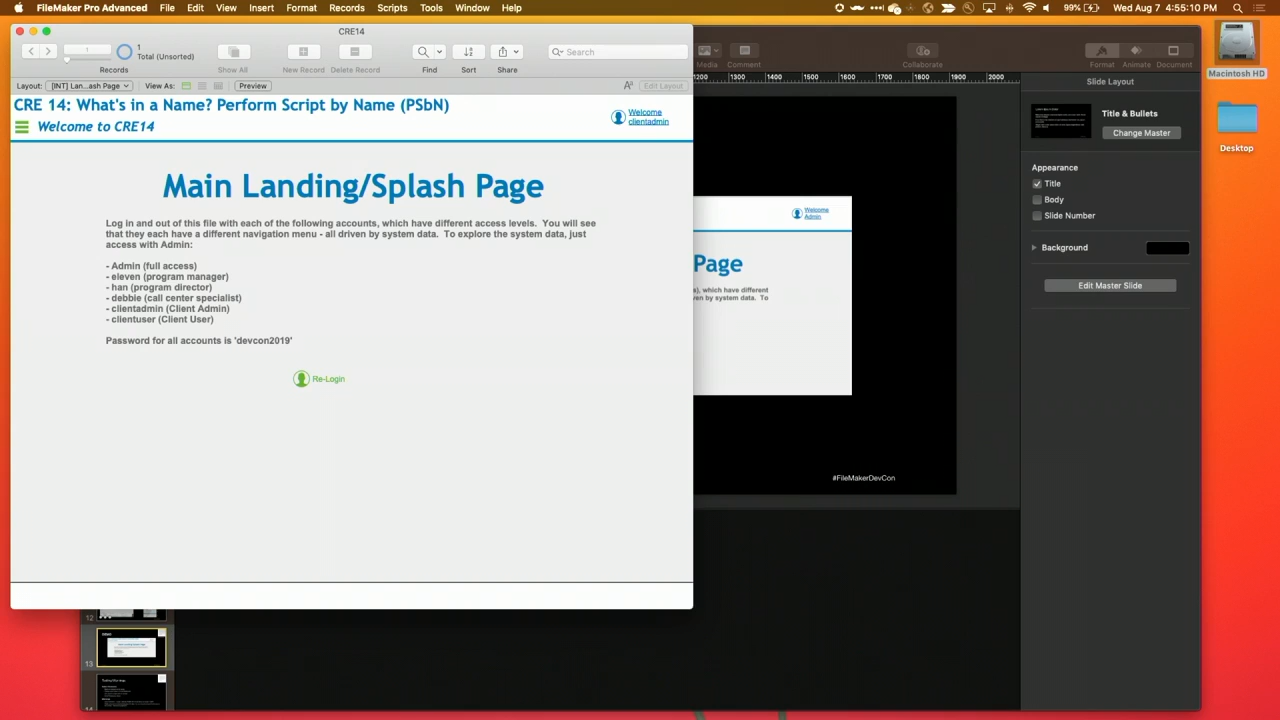 FileMaker Pro Advanced File Edit View Insert Format Records Scripts Tools Window Help
99% Wed Aug 7 4:55:10 PM
CRE14
1
1
Total (Unsorted)
Records
Show All
New Record
Delete Record
Find
Sort
Share
Search
Layout: [INT] Lan...ash Page View As: Preview
Aa Edit Layout
CRE 14: What's in a Name? Perform Script by Name (PSbN)
Welcome to CRE14
Welcome
clientadmin
Main Landing/Splash Page
Log in and out of this file with each of the following accounts, which have different access levels. You will see
that they each have a different navigation menu - all driven by system data. To explore the system data, just
access with Admin:
- Admin (full access)
- eleven (program manager)
- han (program director)
- debbie (call center specialist)
- clientadmin (Client Admin)
- clientuser (Client User)
Password for all accounts is 'devcon2019'
Re-Login
Media
Comment
Collaborate
Format
Animate
Document
1200 1300 1400 1500 1600 1700 1800 1900 2000
Welcome
Admin
Page
s), which have different
ven by system data. To
#FileMakerDevCon
Slide Layout
Title & Bullets
Change Master
Appearance
Title
Body
Slide Number
Background
Edit Master Slide
Macintosh HD
Desktop
12
13
14